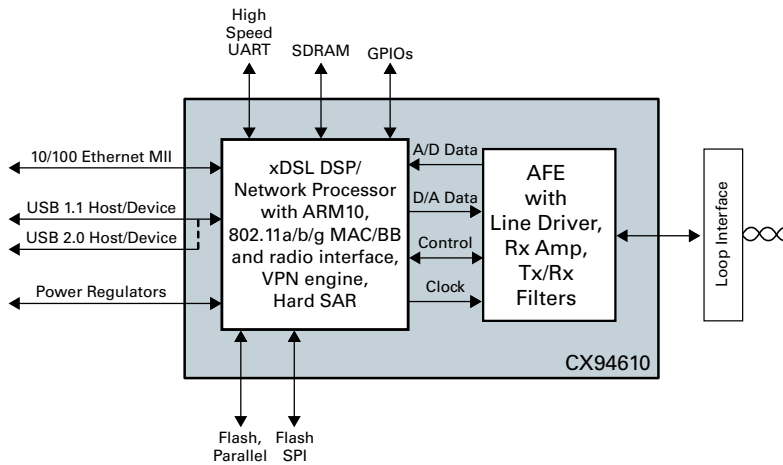 High
Speed
UART
SDRAM
GPIOs
10/100 Ethernet MII
USB 1.1 Host/Device
USB 2.0 Host/Device
Power Regulators
xDSL DSP/
Network Processor
with ARM10,
802.11a/b/g MAC/BB
and radio interface,
VPN engine,
Hard SAR
A/D Data
D/A Data
Control
Clock
AFE
with
Line Driver,
Rx Amp,
Tx/Rx
Filters
Loop Interface
CX94610
Flash,
Parallel
Flash
SPI